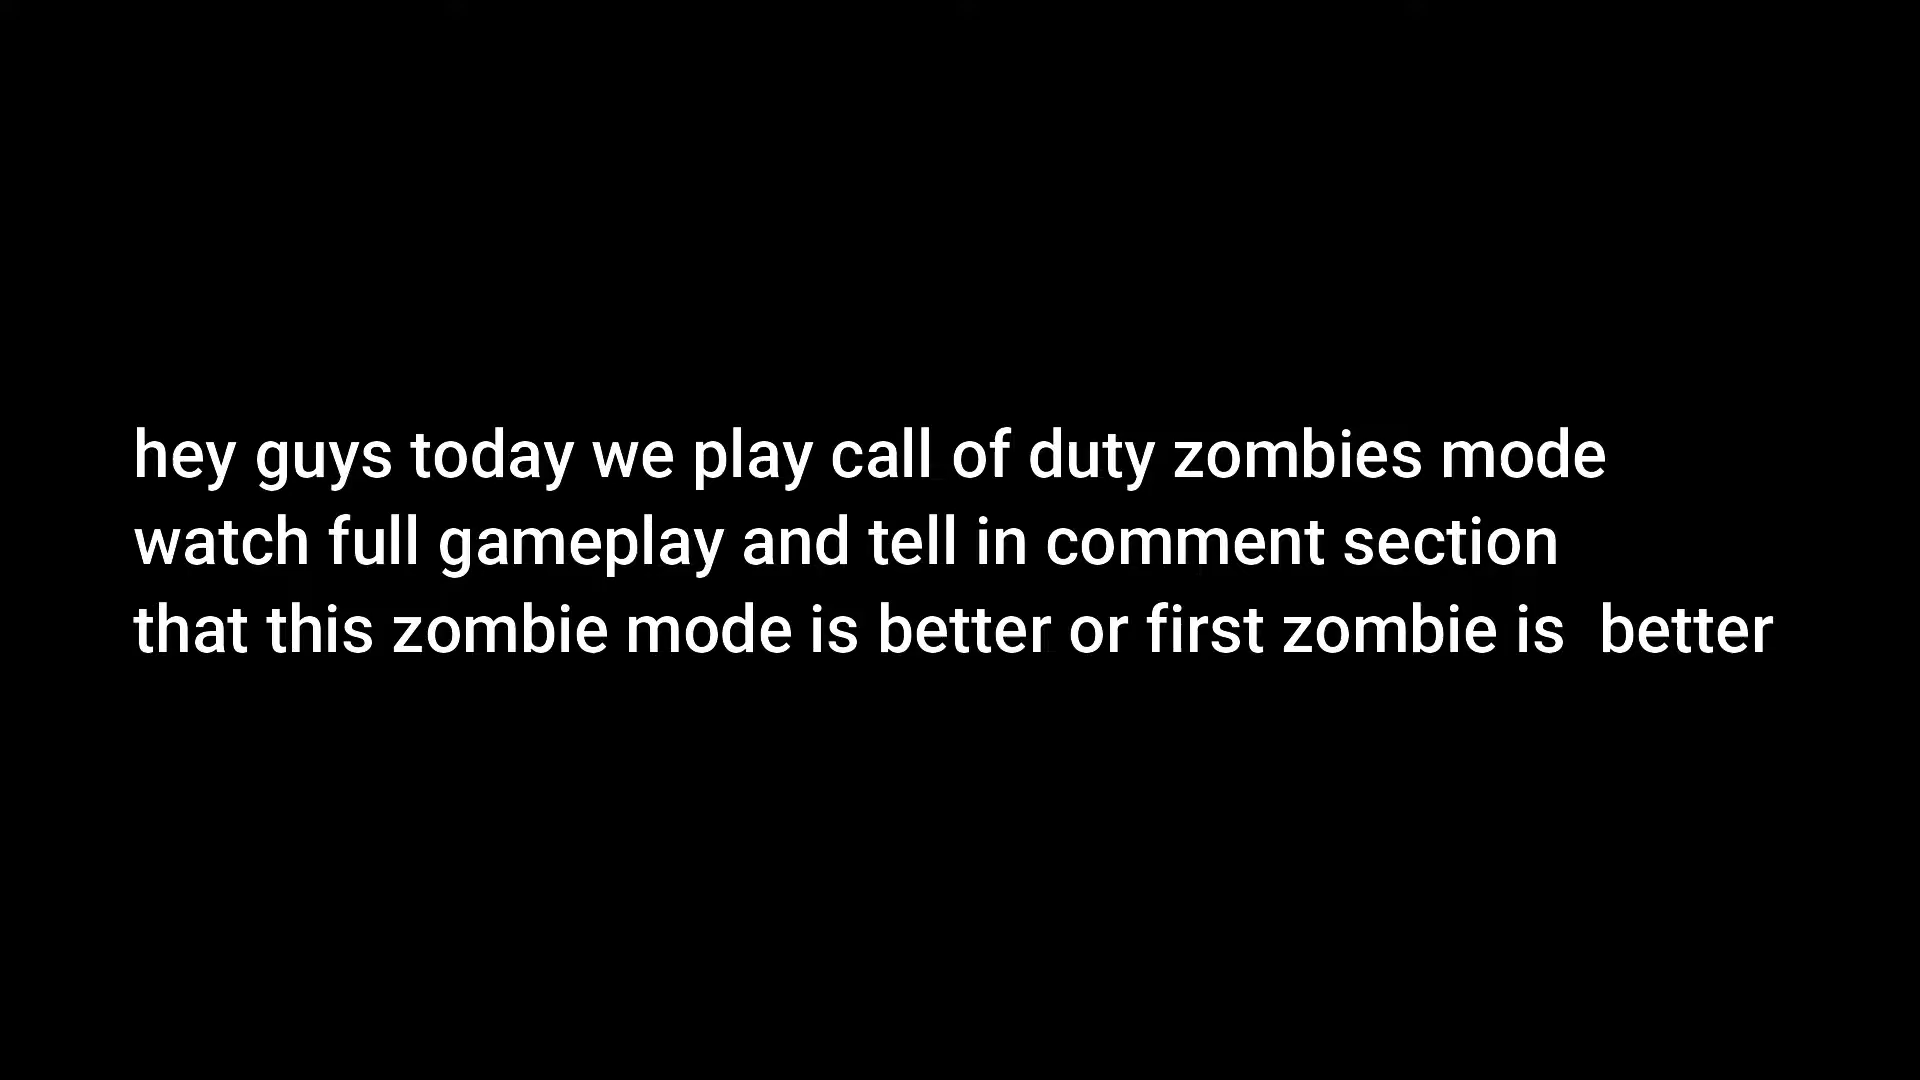 hey guys today we play call of duty zombies mode
watch full gameplay and tell in comment section
that this zombie mode is better or first zombie is  better